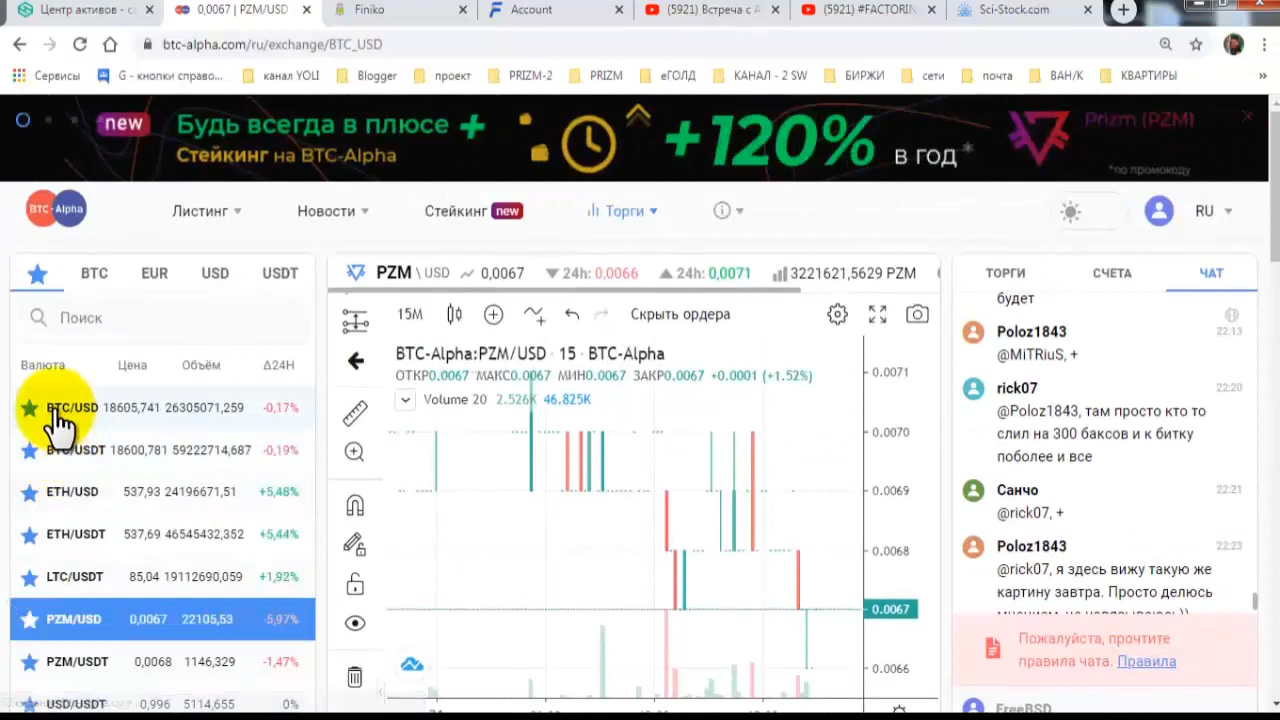 Центр активов - са
0,0067 | PZM/USD
Finiko
Account
(5921) Встреча с А
(5921) #FACTORIN
Sci-Stock.com
btc-alpha.com/ru/exchange/BTC_USD
Сервисы
G - кнопки справо...
канал YOLI
Blogger
проект
PRIZM-2
PRIZM
еГОЛД
КАНАЛ - 2 SW
БИРЖИ
сети
почта
ВАН/К
КВАРТИРЫ
»
new
Будь всегда в плюсе +
Стейкинг на BTC-Alpha
+120% в год*
Prizm (PZM)
*по промокоду
BTC-Alpha
Листинг
Новости
Стейкинг new
Торги
RU
BTC EUR USD USDT
Поиск
Валюта Цена Объём Δ24H
BTC/USD 18605,741 26305071,259 -0,17%
BTC/USDT 18600,781 59222714,687 -0,19%
ETH/USD 537,93 24196671,51 +5,48%
ETH/USDT 537,69 46545432,352 +5,44%
LTC/USDT 85,04 19112690,059 +1,92%
PZM/USD 0,0067 22105,53 -5,97%
PZM/USDT 0,0068 1146,329 -1,47%
USD/USDT 0,996 5114,655 0%
PZM \ USD 0,0067 24h: 0,0066 24h: 0,0071 3221621,5629 PZM
15М
Скрыть ордера
BTC-Alpha:PZM/USD · 15 · BTC-Alpha
ОТКР0.0067 МАКС0.0067 МИН0.0067 ЗАКР0.0067 +0.0001 (+1.52%)
Volume 20 2.526K 46.825K
0.0071
0.0070
0.0069
0.0068
0.0067
0.0066
ТОРГИ СЧЕТА ЧАТ
будет
Poloz1843 22:13
@MiTRiuS, +
rick07 22:20
@Poloz1843, там просто кто то
слил на 300 баксов и к битку
поболее и все
Санчо 22:21
@rick07, +
Poloz1843 22:23
@rick07, я здесь вижу такую же
картину завтра. Просто делюсь
Пожалуйста, прочтите
правила чата. Правила
FreeBSD